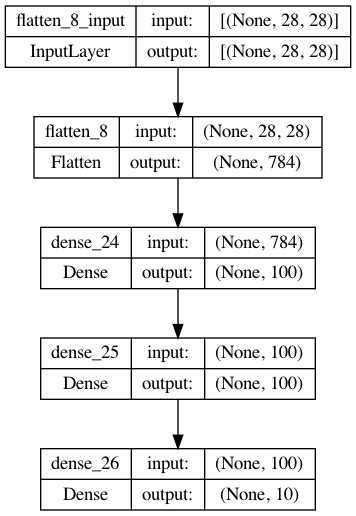 flatten_8_input input: [(None, 28, 28)]
InputLayer output: [(None, 28, 28)]
flatten_8 input: (None, 28, 28)
Flatten output: (None, 784)
dense_24 input: (None, 784)
Dense output: (None, 100)
dense_25 input: (None, 100)
Dense output: (None, 100)
dense_26 input: (None, 100)
Dense output: (None, 10)